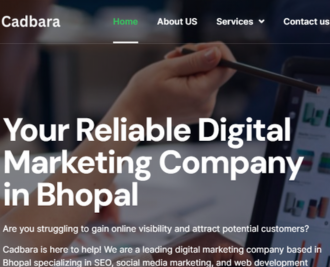 Cadbara
Home About US Services Contact us
Your Reliable Digital
Marketing Company
in Bhopal
Are you struggling to gain online visibility and attract potential customers?
Cadbara is here to help! We are a leading digital marketing company based in
Bhopal specializing in SEO, social media marketing, and web development